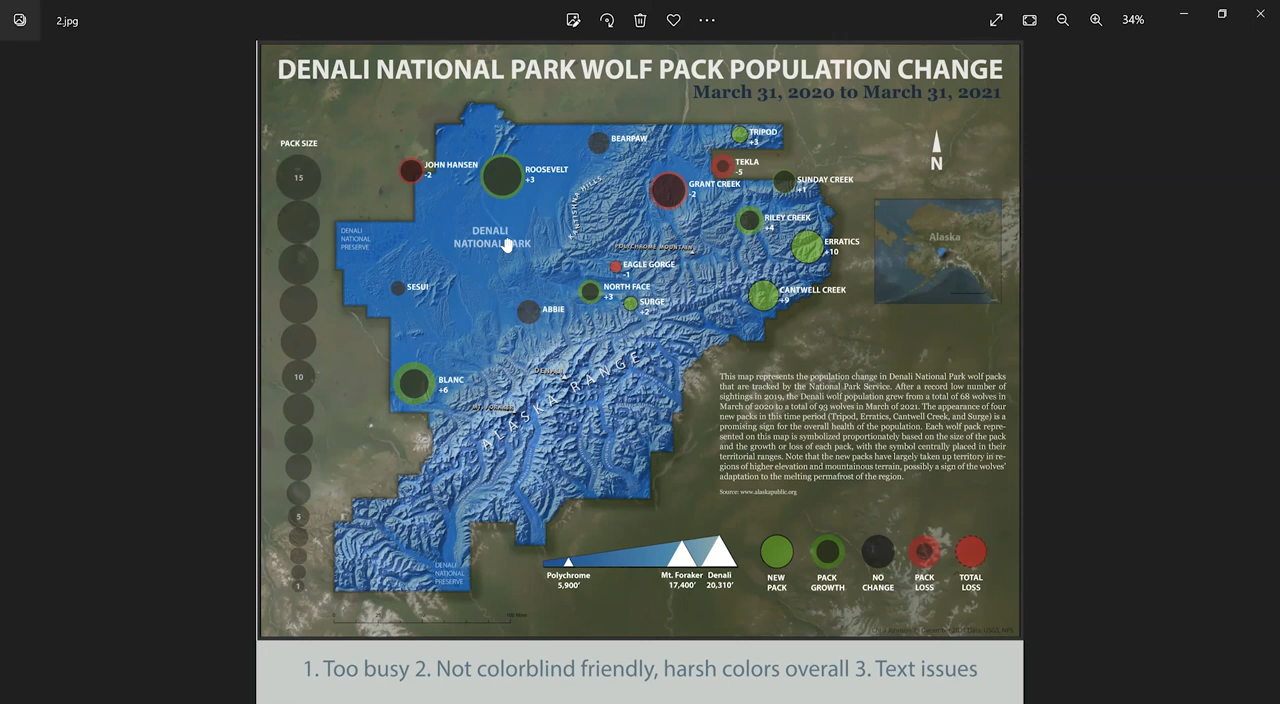 2.jpg
34%
DENALI NATIONAL PARK WOLF PACK POPULATION CHANGE
March 31, 2020 to March 31, 2021
PACK SIZE
15
10
5
1
BEARPAW
TRIPOD
+3
JOHN HANSEN
-2
ROOSEVELT
+3
TEKLA
-5
GRANT CREEK
-2
SUNDAY CREEK
+1
N
KANTISHNA HILLS
RILEY CREEK
+4
DENALI
NATIONAL
PRESERVE
DENALI
NATIONAL PARK
POLYCHROME MOUNTAIN
ERRATICS
+10
Alaska
EAGLE GORGE
-1
SESUI
NORTH FACE
+3
SURGE
+2
CANTWELL CREEK
+9
ABBIE
DENALI
BLANC
+6
MT. FORAKER
ALASKA RANGE
This map represents the population change in Denali National Park wolf packs
that are tracked by the National Park Service. After a record low number of
sightings in 2019, the Denali wolf population grew from a total of 68 wolves in
March of 2020 to a total of 93 wolves in March of 2021. The appearance of four
new packs in this time period (Tripod, Erratics, Cantwell Creek, and Surge) is a
promising sign for the overall health of the population. Each wolf pack repre-
sented on this map is symbolized proportionately based on the size of the pack
and the growth or loss of each pack, with the symbol centrally placed in their
territorial ranges. Note that the new packs have largely taken up territory in re-
gions of higher elevation and mountainous terrain, possibly a sign of the wolves'
adaptation to the melting permafrost of the region.
Source: www.alaskapublic.org
DENALI
NATIONAL
PRESERVE
Polychrome
5,900'
Mt. Foraker
17,400'
Denali
20,310'
NEW
PACK
PACK
GROWTH
NO
CHANGE
PACK
LOSS
TOTAL
LOSS
0
100 Miles
1. Too busy 2. Not colorblind friendly, harsh colors overall 3. Text issues